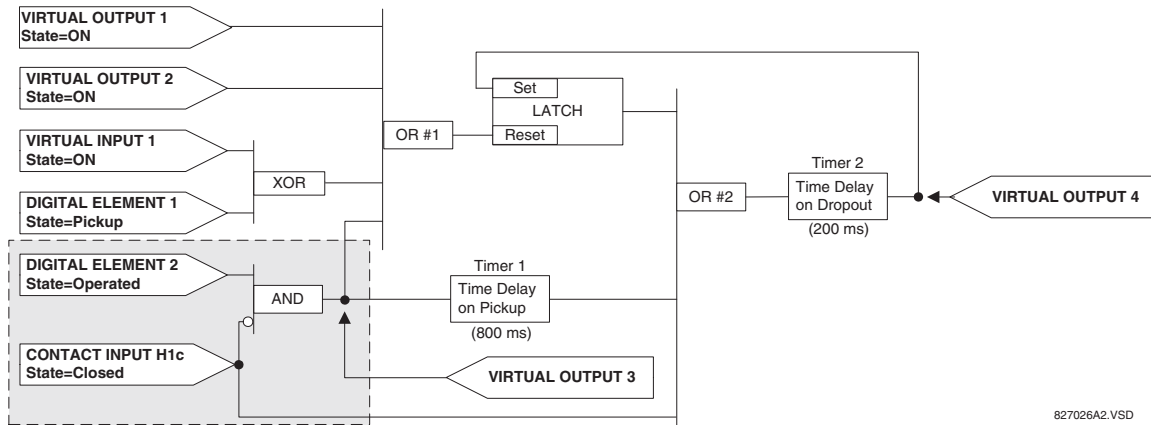 VIRTUAL OUTPUT 1
State=ON
VIRTUAL OUTPUT 2
State=ON
VIRTUAL INPUT 1
State=ON
DIGITAL ELEMENT 1
State=Pickup
DIGITAL ELEMENT 2
State=Operated
CONTACT INPUT H1c
State=Closed
XOR
AND
OR #1
Set
LATCH
Reset
Timer 1
Time Delay
on Pickup
(800 ms)
VIRTUAL OUTPUT 3
OR #2
Timer 2
Time Delay
on Dropout
(200 ms)
VIRTUAL OUTPUT 4
827026A2.VSD